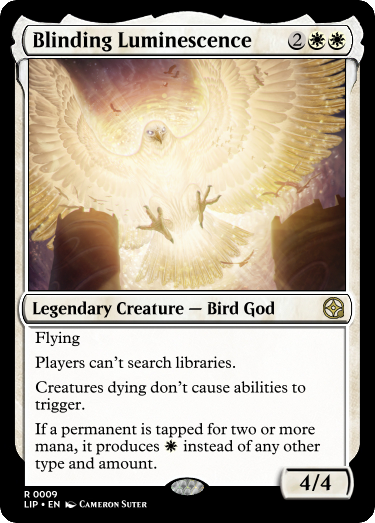 Blinding Luminescence 2
Legendary Creature — Bird God
Flying
Players can't search libraries.
Creatures dying don't cause abilities to
trigger.
If a permanent is tapped for two or more
mana, it produces instead of any other
type and amount.
4/4
R 0009
LIP • EN Cameron Suter